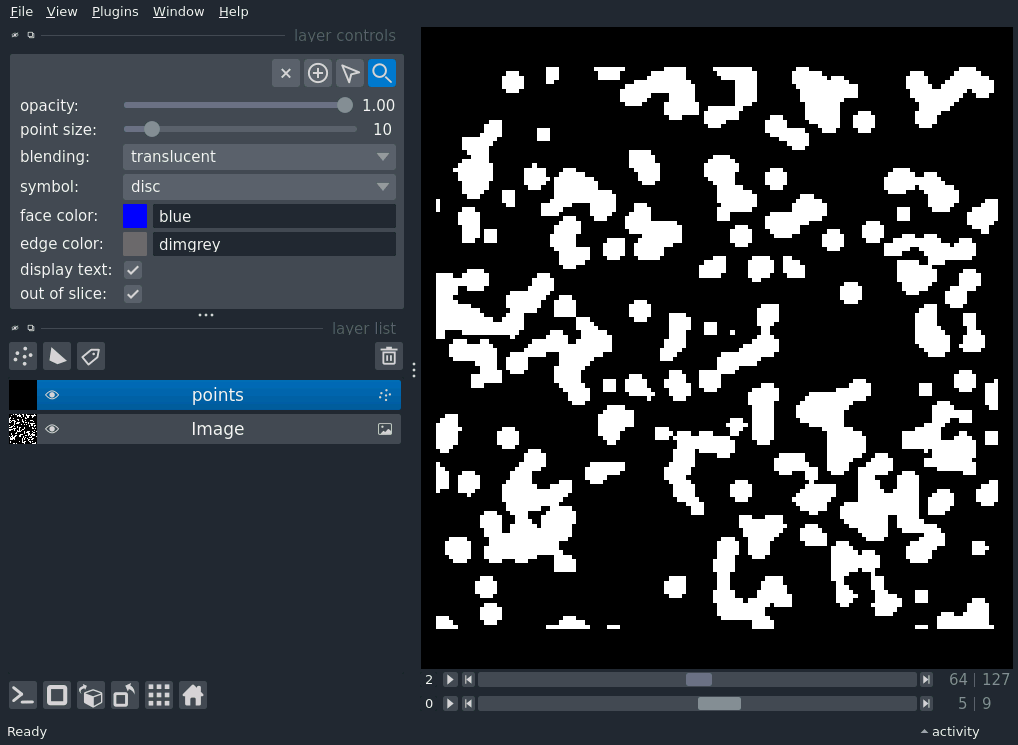 File View Plugins Window Help
layer controls
opacity: 1.00
point size: 10
blending: translucent
symbol: disc
face color: blue
edge color: dimgrey
display text:
out of slice:
layer list
points
Image
2 64 | 127
0 5 | 9
Ready activity